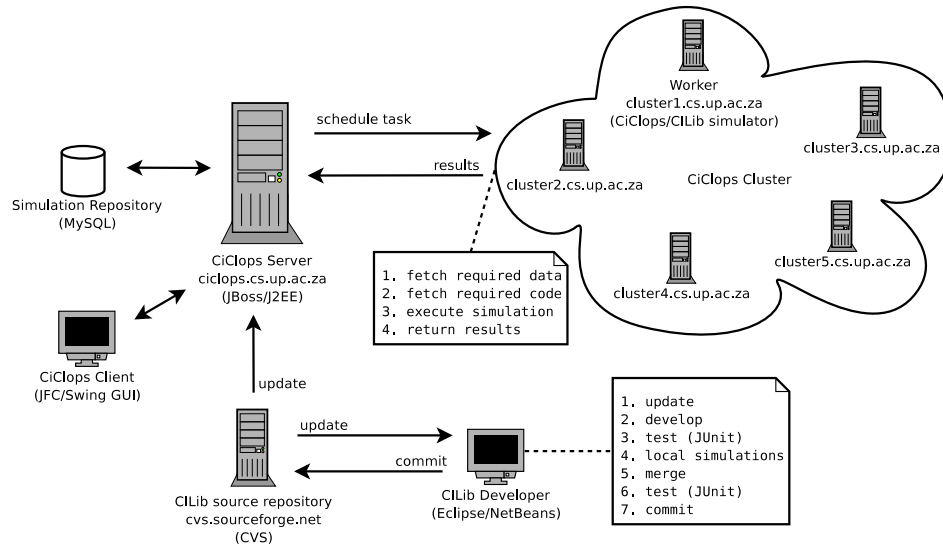 Worker
cluster1.cs.up.ac.za
(CiClops/CILib simulator)
cluster3.cs.up.ac.za
cluster2.cs.up.ac.za
CiClops Cluster
cluster5.cs.up.ac.za
cluster4.cs.up.ac.za
schedule task
results
Simulation Repository
(MySQL)
CiClops Server
ciclops.cs.up.ac.za
(JBoss/J2EE)
1. fetch required data
2. fetch required code
3. execute simulation
4. return results
CiClops Client
(JFC/Swing GUI)
update
update
commit
CILib source repository
cvs.sourceforge.net
(CVS)
CILib Developer
(Eclipse/NetBeans)
1. update
2. develop
3. test (JUnit)
4. local simulations
5. merge
6. test (JUnit)
7. commit